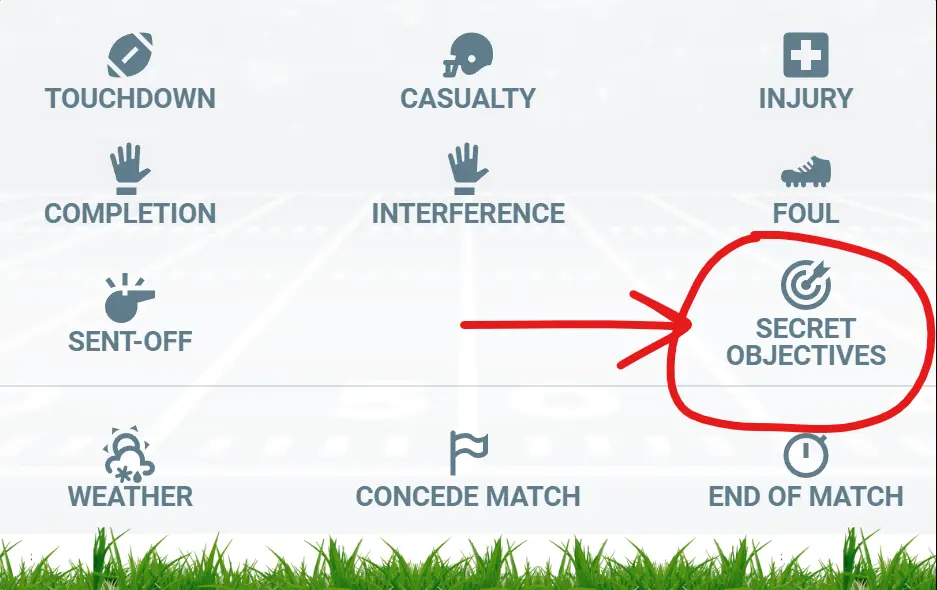 TOUCHDOWN
CASUALTY
INJURY
COMPLETION
INTERFERENCE
FOUL
SENT-OFF
SECRET
OBJECTIVES
WEATHER
CONCEDE MATCH
END OF MATCH